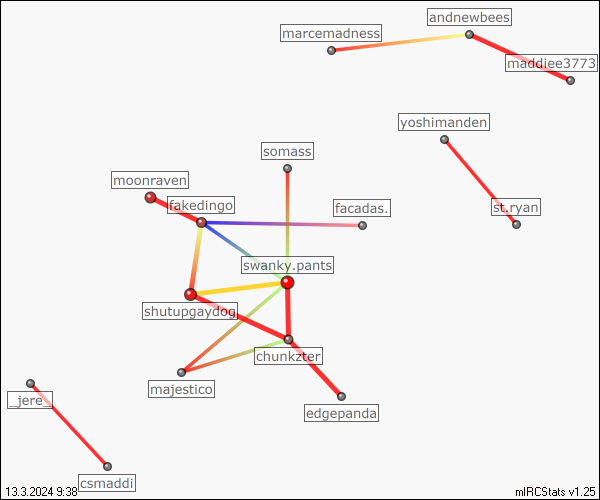 andnewbees
marcemadness
maddiee3773
yoshimanden
somass
moonraven
fakedingo
facadas.
st.ryan
swanky.pants
shutupgaydog
chunkzter
majestico
_jere_
edgepanda
csmaddi
13.3.2024 9:38
mIRCStats v1.25